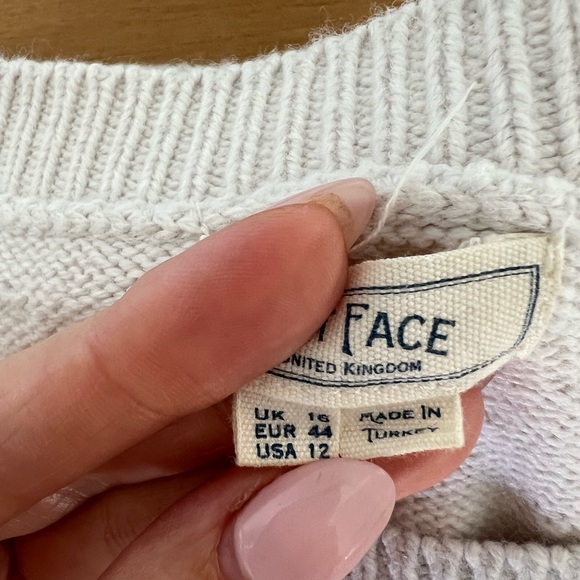 FACE
UNITED KINGDOM
UK 16
EUR 44
USA 12
MADE IN
TURKEY